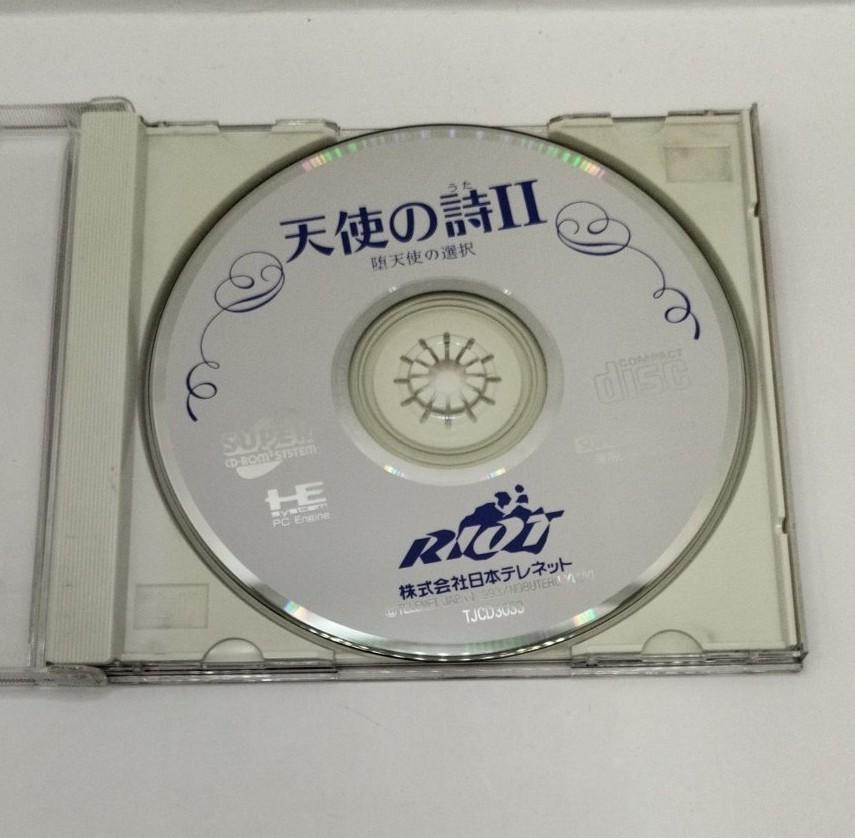 うた
天使の詩II
堕天使の選択
COMPACT
disc
SUPER
CD-ROM² SYSTEM
HE
System
PC Engine
RIOT
株式会社日本テレネット
TJCD3033